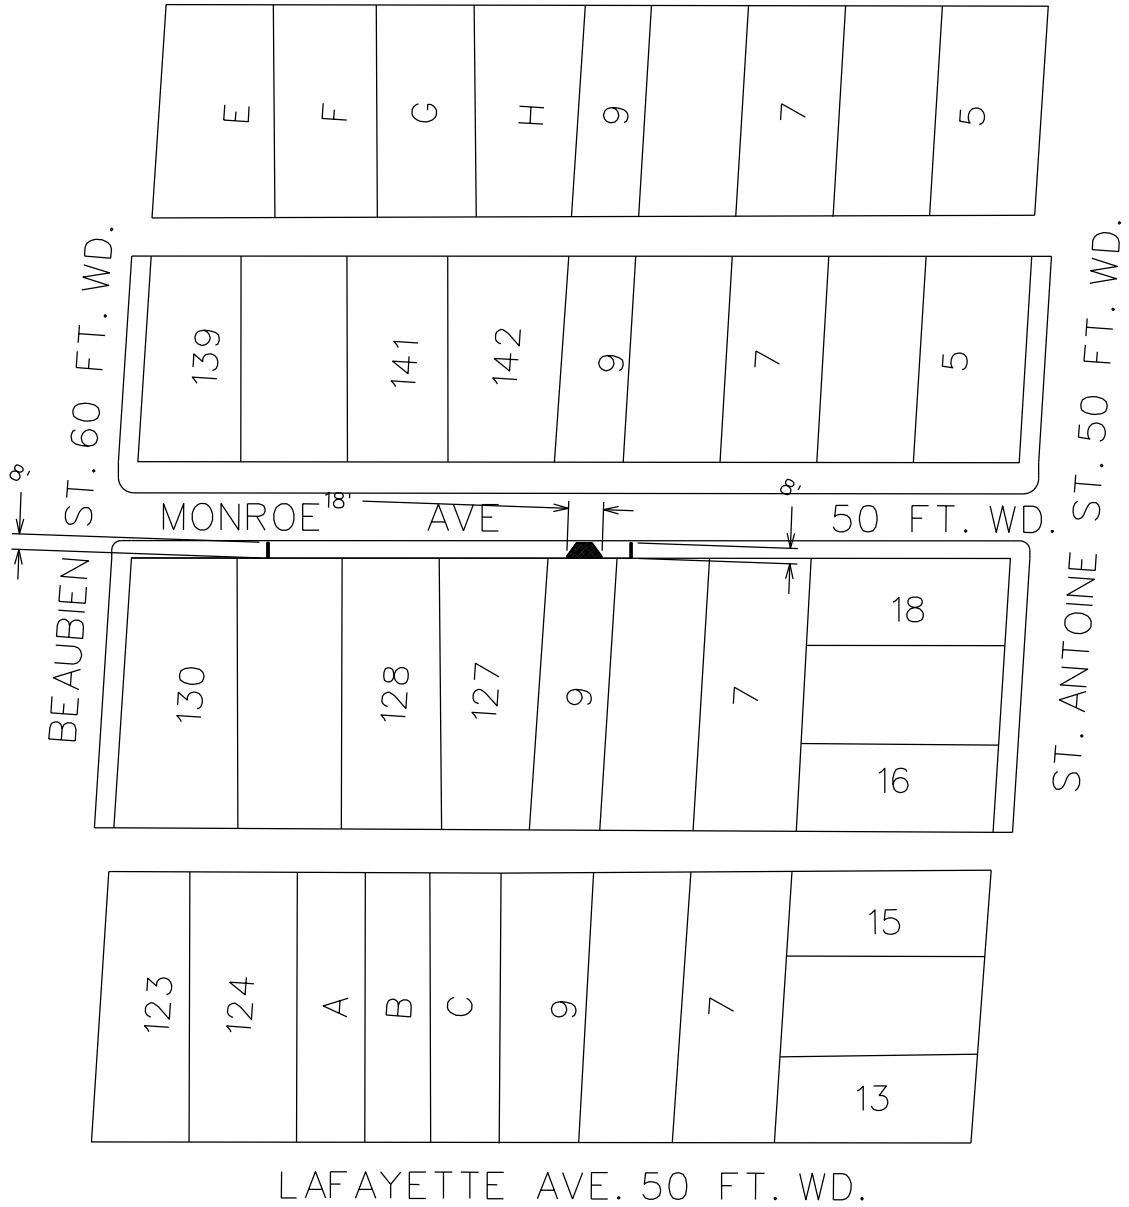 E F G H 9 7 5
BEAUBIEN ST. 60 FT. WD.
139 141 142 9 7 5
ST. ANTOINE ST. 50 FT. WD.
8'
18'
8'
MONROE AVE 50 FT. WD.
130 128 127 9 7
18
16
123 124 A B C 9 7
15
13
LAFAYETTE AVE. 50 FT. WD.